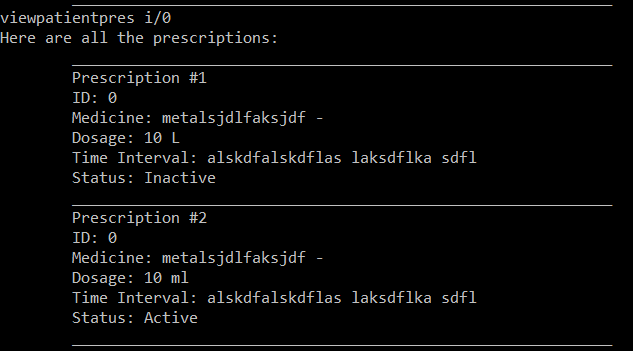 viewpatientpres i/0
Here are all the prescriptions:
Prescription #1
ID: 0
Medicine: metalsjdlfaksjdf -
Dosage: 10 L
Time Interval: alskdfalskdflas laksdflka sdfl
Status: Inactive
Prescription #2
ID: 0
Medicine: metalsjdlfaksjdf -
Dosage: 10 ml
Time Interval: alskdfalskdflas laksdflka sdfl
Status: Active